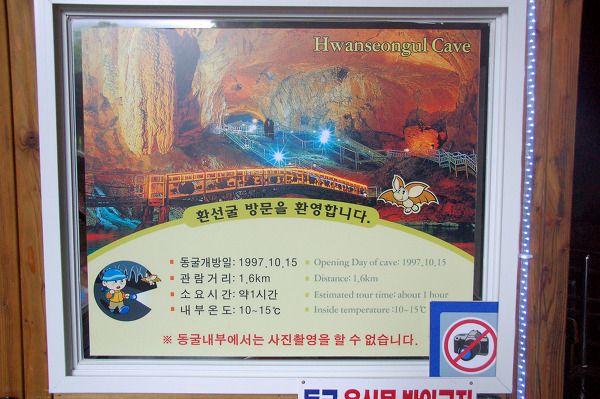 Hwanseongul Cave
환선굴 방문을 환영합니다.
▪ 동굴개방일: 1997.10.15 ▪ Opening Day of cave: 1997.10.15
▪ 관 람 거 리: 1.6km ▪ Distance: 1.6km
▪ 소 요 시 간: 약1시간 ▪ Estimated tour time: about 1 hour
▪ 내 부 온 도: 10~15℃ ▪ Inside temperature :10~15℃
※ 동굴내부에서는 사진촬영을 할 수 없습니다.